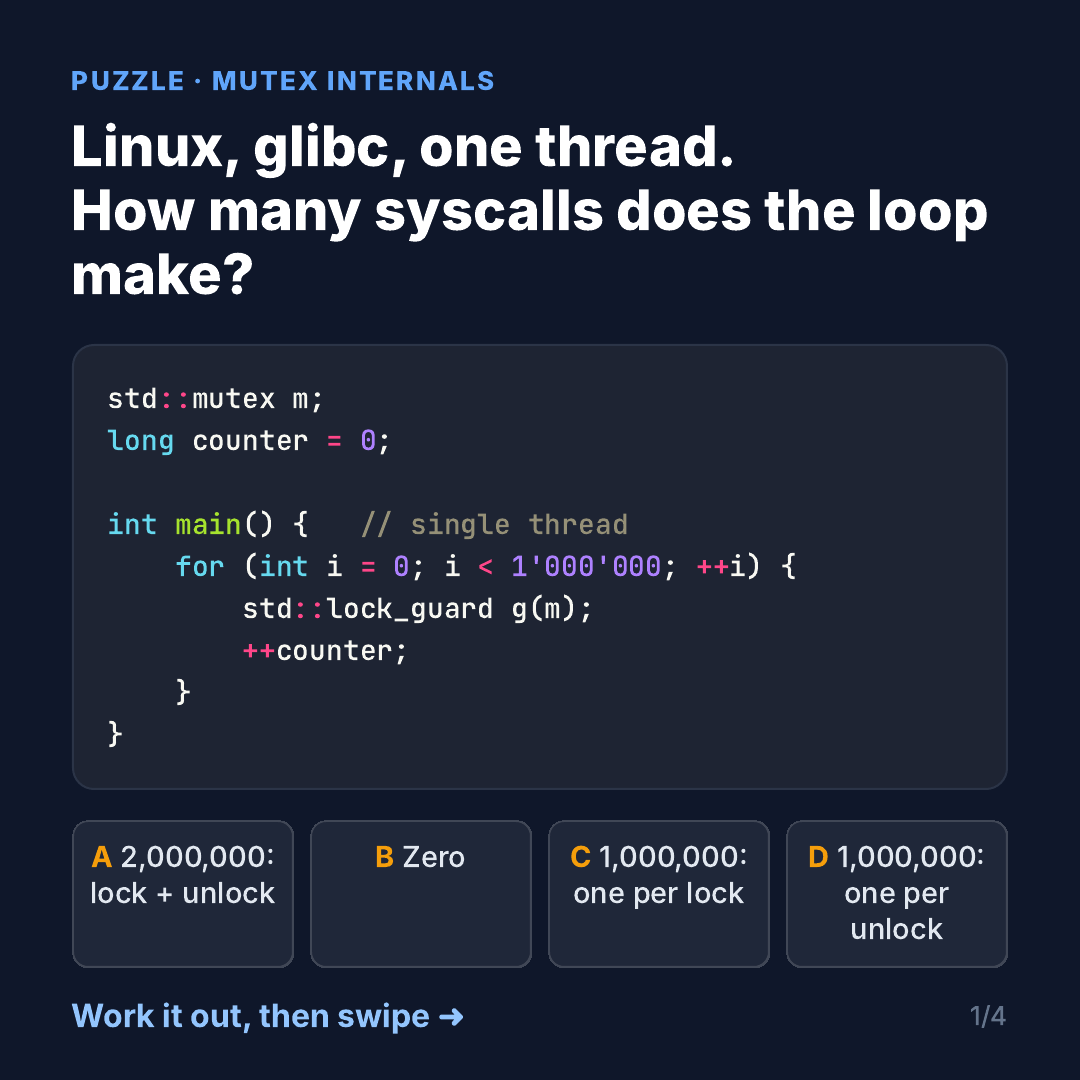 PUZZLE · MUTEX INTERNALS
Linux, glibc, one thread.
How many syscalls does the loop
make?
std::mutex m;
long counter = 0;
int main() {   // single thread
    for (int i = 0; i < 1'000'000; ++i) {
        std::lock_guard g(m);
        ++counter;
    }
}
A 2,000,000:
lock + unlock
B Zero
C 1,000,000:
one per lock
D 1,000,000:
one per
unlock
Work it out, then swipe ➜
1/4